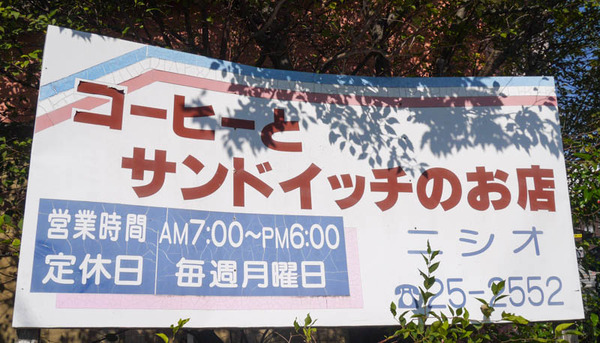 コーヒーと
サンドイッチのお店
営業時間 AM7:00〜PM6:00
定休日 毎週月曜日
ニシオ
☎25-2552